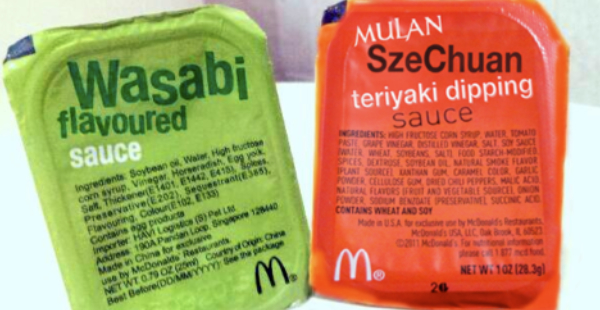 Wasabi
flavoured
sauce
Ingredients: Soybean oil, Water, High fructose
corn syrup, Vinegar, Horseradish, Egg yolk,
Salt, Thickener(E1401, E1442, E415), Spices,
Preservative(E202), Sequestrant(E385),
Flavouring, Colour(E102, E133)
Contains egg products
Importer: HAVI Logistics (S) Pet Ltd.
Address: 190A Pandan Loop, Singapore 128440
Made in China for exclusive
use by McDonalds Restaurants.
NET WT. 0.79 OZ (25ml) Country of Origin: China
Best Before(DD/MM/YYYY): See the package
MULAN
SzeChuan
teriyaki dipping
sauce
INGREDIENTS: HIGH FRUCTOSE CORN SYRUP, WATER, TOMATO
PASTE, GRAPE VINEGAR, DISTILLED VINEGAR, SALT, SOY SAUCE
(WATER, WHEAT, SOYBEANS, SALT), FOOD STARCH-MODIFIED,
SPICES, DEXTROSE, SOYBEAN OIL, NATURAL SMOKE FLAVOR
(PLANT SOURCE), XANTHAN GUM, CARAMEL COLOR, GARLIC
POWDER, CELLULOSE GUM, DRIED CHILI PEPPERS, MALIC ACID,
NATURAL FLAVORS (FRUIT AND VEGETABLE SOURCE), ONION
POWDER, SODIUM BENZOATE (PRESERVATIVE), SUCCINIC ACID.
CONTAINS WHEAT AND SOY
Made in U.S.A. for exclusive use by McDonald's Restaurants.
McDonald's USA, LLC, Oak Brook, IL 60523
©2011 McDonald's For nutritional information
please call 1 877 mcd food.
NET WT 1 OZ (28.3g)
26